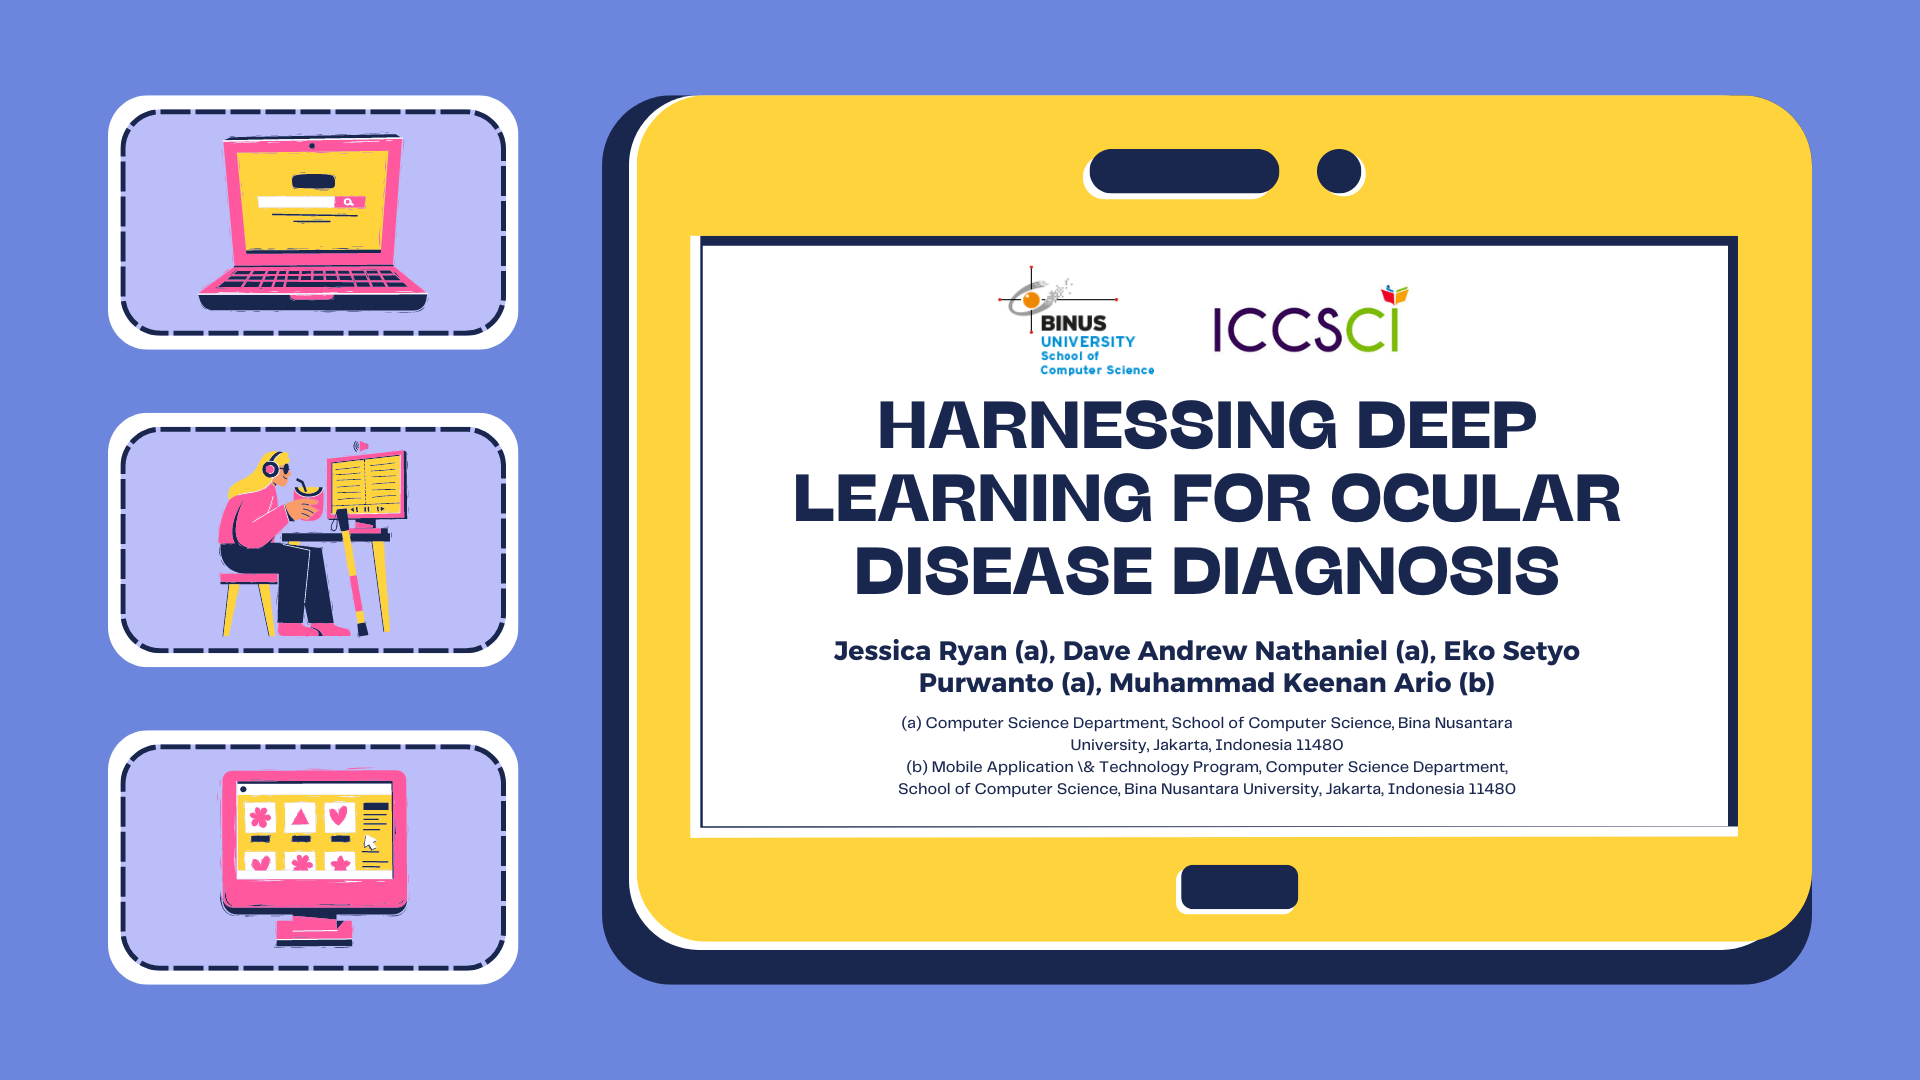 BINUS
UNIVERSITY
School of
Computer Science
ICCSCI
HARNESSING DEEP
LEARNING FOR OCULAR
DISEASE DIAGNOSIS
Jessica Ryan (a), Dave Andrew Nathaniel (a), Eko Setyo
Purwanto (a), Muhammad Keenan Ario (b)
(a) Computer Science Department, School of Computer Science, Bina Nusantara
University, Jakarta, Indonesia 11480
(b) Mobile Application \& Technology Program, Computer Science Department,
School of Computer Science, Bina Nusantara University, Jakarta, Indonesia 11480